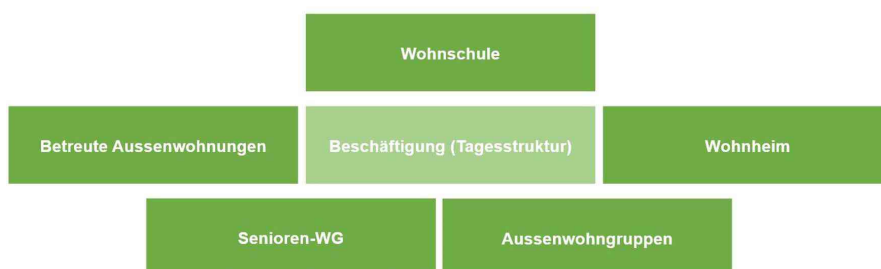 Wohnschule
Betreute Aussenwohnungen
Beschäftigung (Tagesstruktur)
Wohnheim
Senioren-WG
Aussenwohngruppen